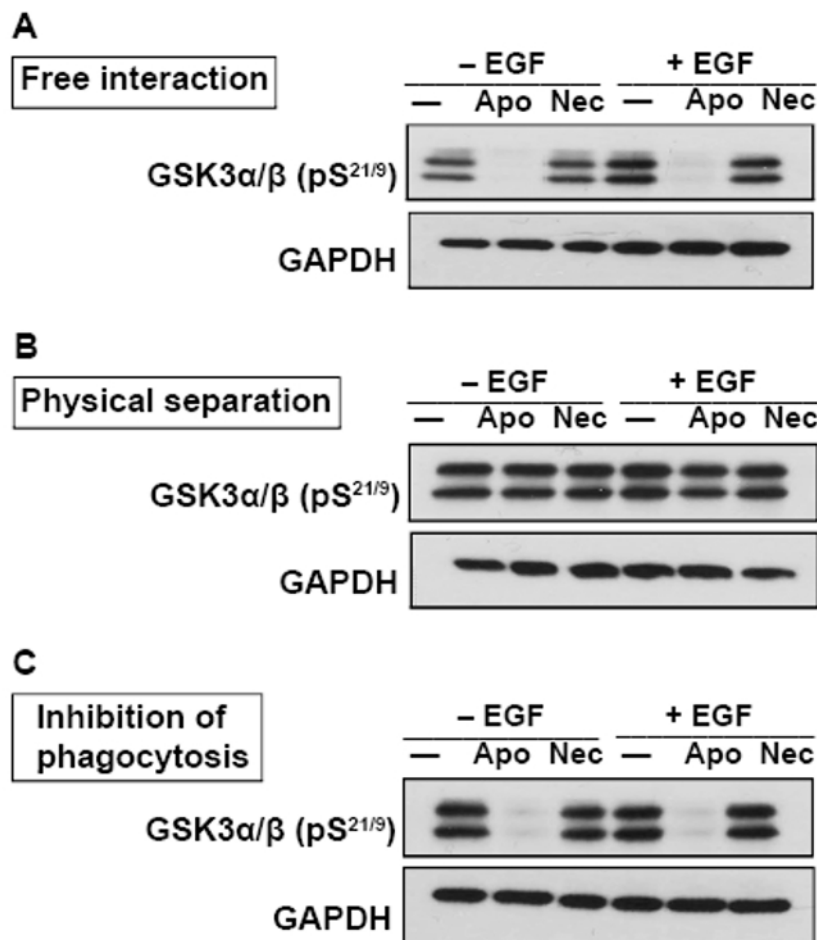 A
Free interaction
– EGF + EGF
— Apo Nec — Apo Nec
GSK3α/β (pS21/9)
GAPDH
B
Physical separation
– EGF + EGF
— Apo Nec — Apo Nec
GSK3α/β (pS21/9)
GAPDH
C
Inhibition of
phagocytosis
– EGF + EGF
— Apo Nec — Apo Nec
GSK3α/β (pS21/9)
GAPDH